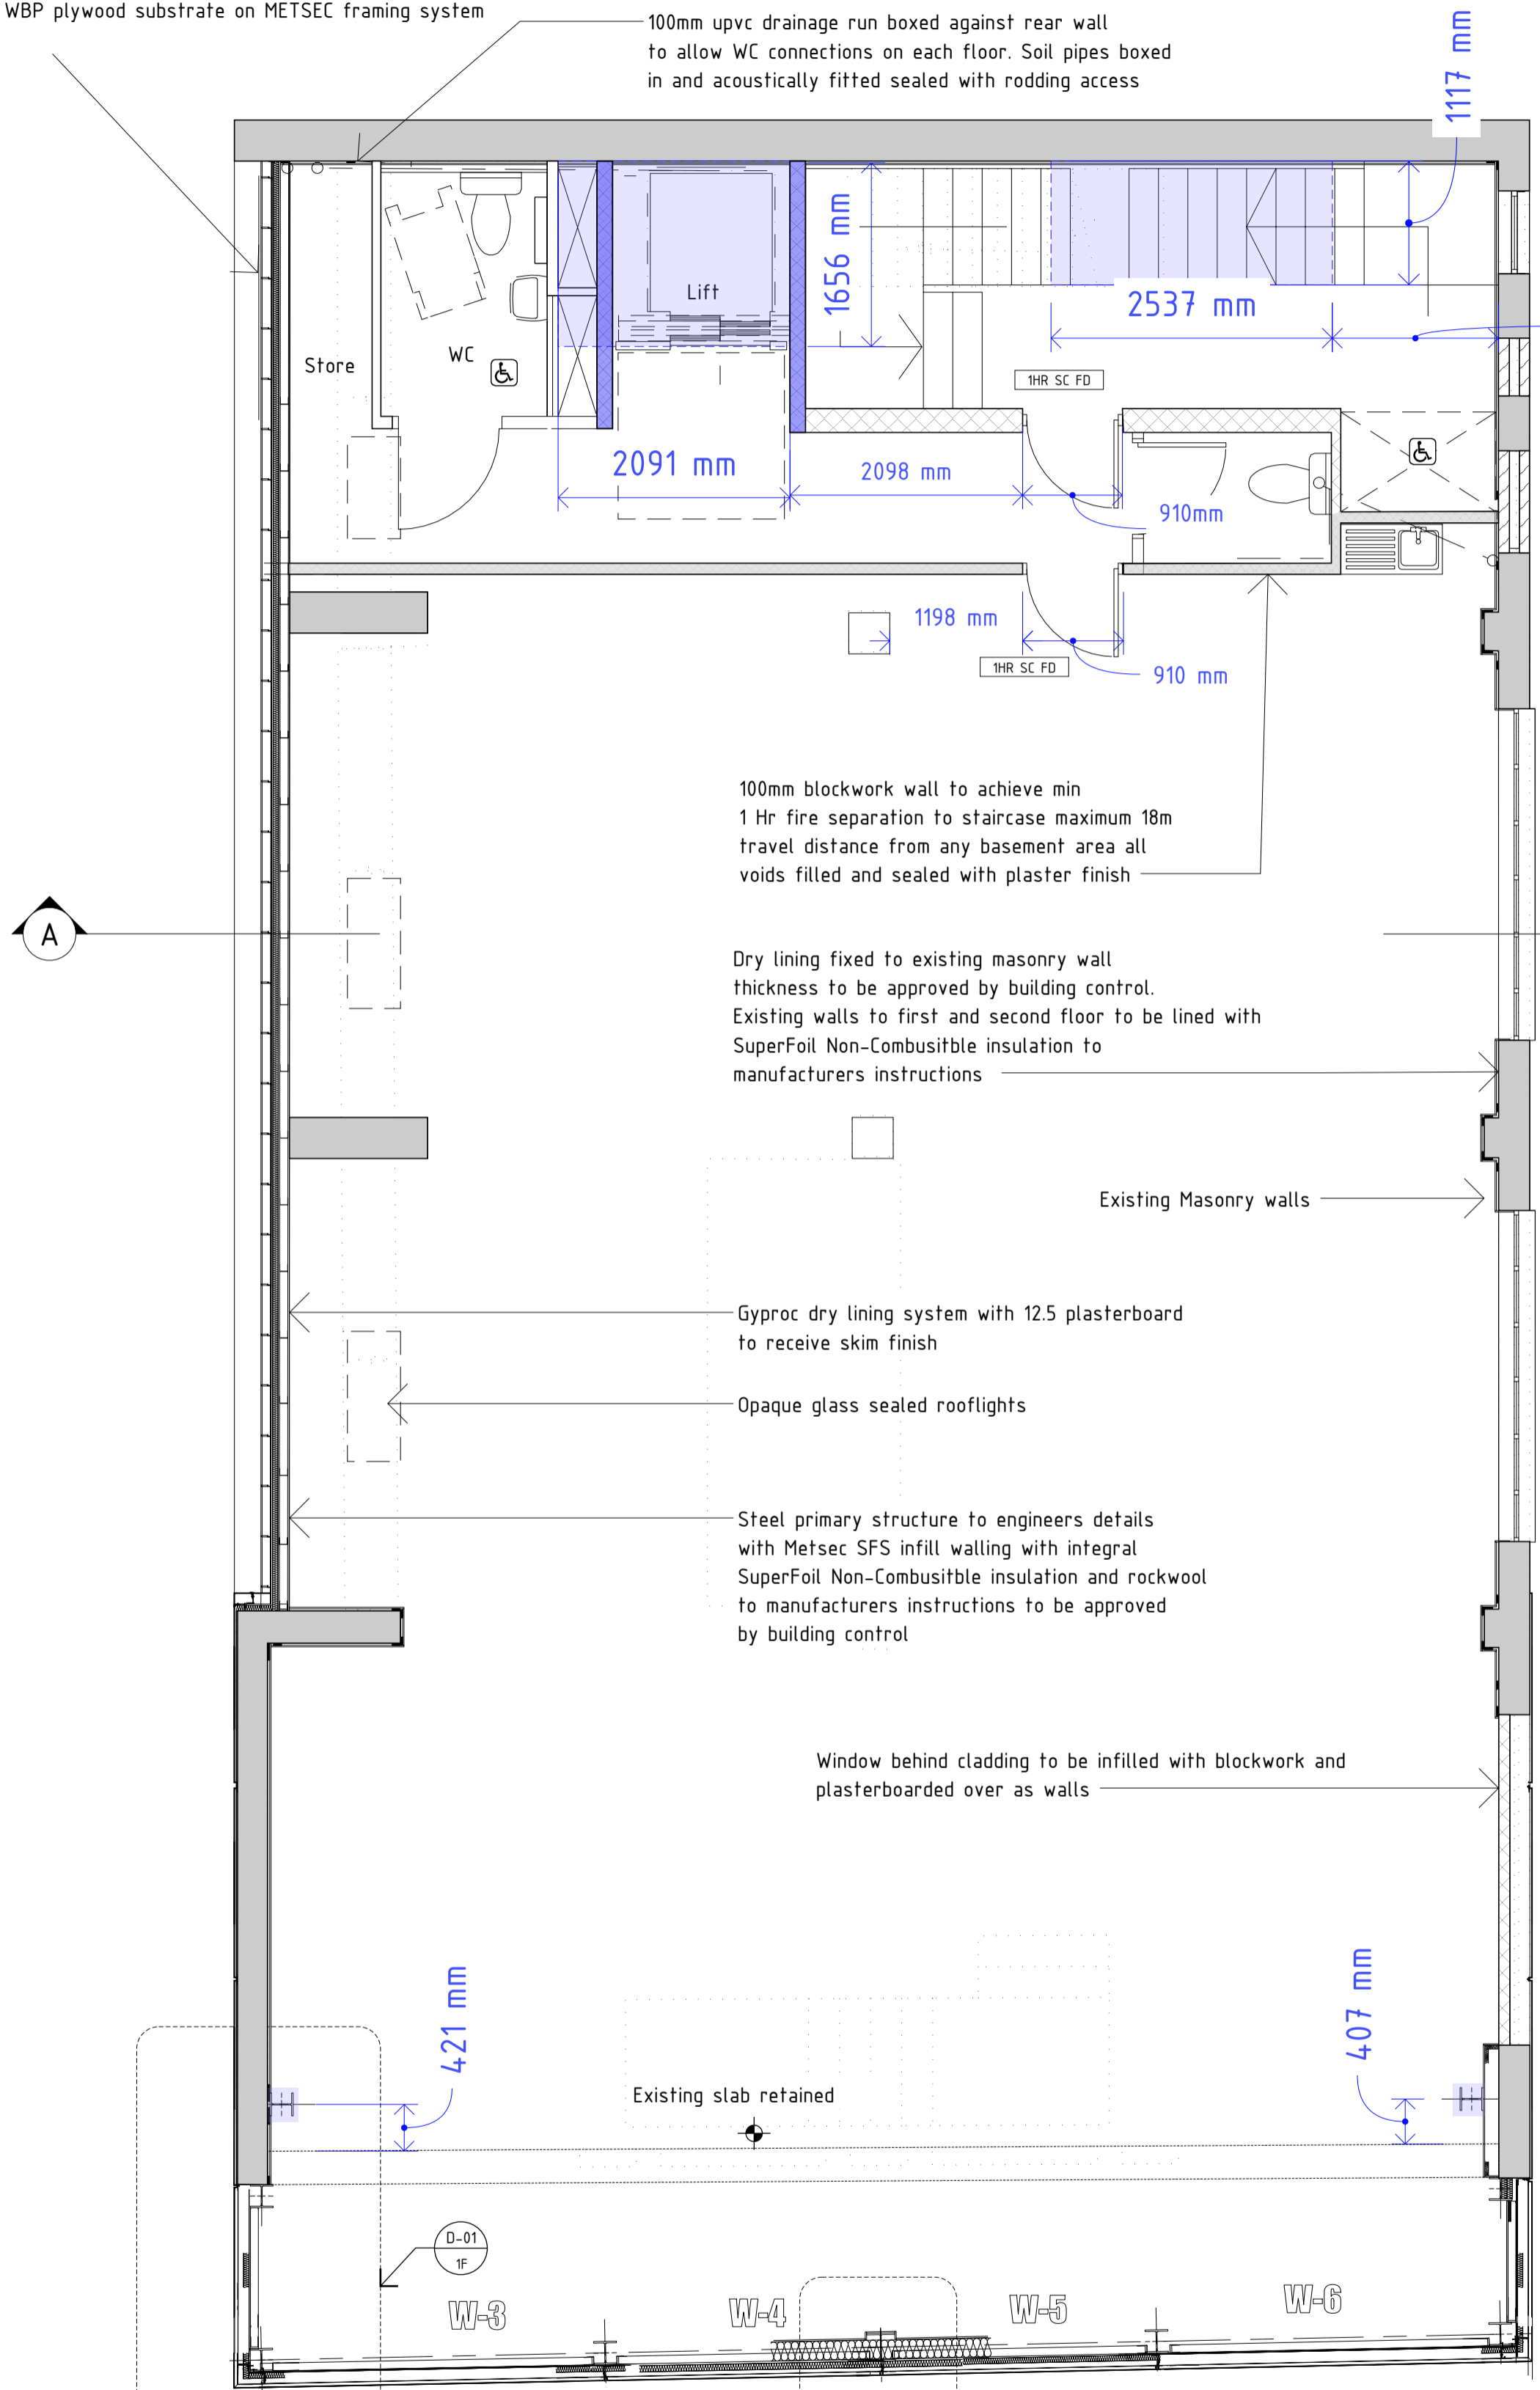 WBP plywood substrate on METSEC framing system
100mm upvc drainage run boxed against rear wall
to allow WC connections on each floor. Soil pipes boxed
in and acoustically fitted sealed with rodding access
1117 mm
1656 mm
2537 mm
Lift
Store
WC
1HR SC FD
2091 mm
2098 mm
910mm
1198 mm
1HR SC FD
910 mm
100mm blockwork wall to achieve min
1 Hr fire separation to staircase maximum 18m
travel distance from any basement area all
voids filled and sealed with plaster finish
A
Dry lining fixed to existing masonry wall
thickness to be approved by building control.
Existing walls to first and second floor to be lined with
SuperFoil Non-Combusitble insulation to
manufacturers instructions
Existing Masonry walls
Gyproc dry lining system with 12.5 plasterboard
to receive skim finish
Opaque glass sealed rooflights
Steel primary structure to engineers details
with Metsec SFS infill walling with integral
SuperFoil Non-Combusitble insulation and rockwool
to manufacturers instructions to be approved
by building control
Window behind cladding to be infilled with blockwork and
plasterboarded over as walls
421 mm
407 mm
Existing slab retained
D-01
1F
W-3
W-4
W-5
W-6